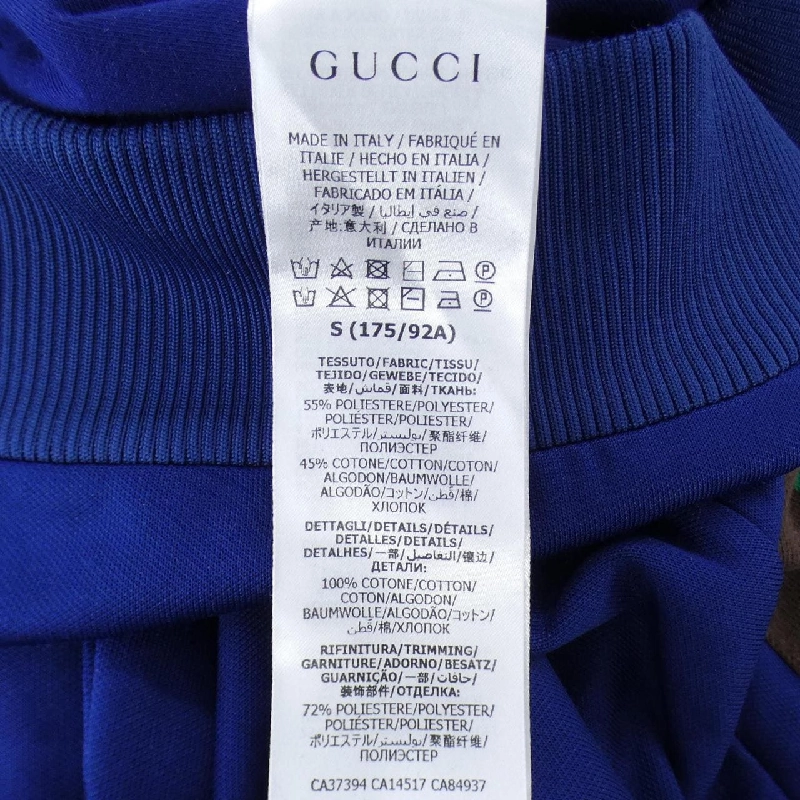 GUCCI
MADE IN ITALY / FABRIQUÉ EN
ITALIE / HECHO EN ITALIA /
HERGESTELLT IN ITALIEN /
FABRICADO EM ITÁLIA /
イタリア製 / صنع في إيطاليا /
产地:意大利 / СДЕЛАНО В
ИТАЛИИ
S (175/92A)
TESSUTO/FABRIC/TISSU/
TEJIDO/GEWEBE/TECIDO/
表地/قماش/面料/ТКАНЬ:
55% POLIESTERE/POLYESTER/
POLIÉSTER/POLIESTER/
ポリエステル/بوليستر/聚酯纤维/
ПОЛИЭСТЕР
45% COTONE/COTTON/COTON/
ALGODON/BAUMWOLLE/
ALGODÃO/コットン/قطن/棉/
ХЛОПОК
DETTAGLI/DETAILS/DÉTAILS/
DETALLES/DETAILS/
DETALHES/一部/التفاصيل/镶边/
ДЕТАЛИ:
100% COTONE/COTTON/
COTON/ALGODON/
BAUMWOLLE/ALGODÃO/コットン/
قطن/棉/ХЛОПОК
RIFINITURA/TRIMMING/
GARNITURE/ADORNO/BESATZ/
GUARNIÇÃO/一部/حافات/
装饰部件/ОТДЕЛКА:
72% POLIESTERE/POLYESTER/
POLIÉSTER/POLIESTER/
ポリエステル/بوليستر/聚酯纤维/
ПОЛИЭСТЕР
CA37394 CA14517 CA84937